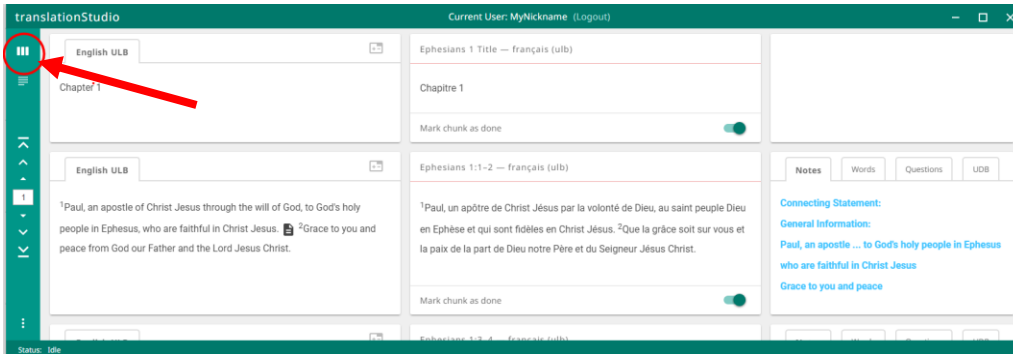 translationStudio
Current User: MyNickname (Logout)
English ULB
Chapter 1
Ephesians 1 Title — français (ulb)
Chapitre 1
Mark chunk as done
1
English ULB
1Paul, an apostle of Christ Jesus through the will of God, to God's holy
people in Ephesus, who are faithful in Christ Jesus. 2Grace to you and
peace from God our Father and the Lord Jesus Christ.
Ephesians 1:1–2 — français (ulb)
1Paul, un apôtre de Christ Jésus par la volonté de Dieu, au saint peuple Dieu
en Ephèse et qui sont fidèles en Christ Jésus. 2Que la grâce soit sur vous et
la paix de la part de Dieu notre Père et du Seigneur Jésus Christ.
Mark chunk as done
Notes Words Questions UDB
Connecting Statement:
General Information:
Paul, an apostle ... to God's holy people in Ephesus
who are faithful in Christ Jesus
Grace to you and peace
Ephesians 1:3–4 — français (ulb)
Status: Idle